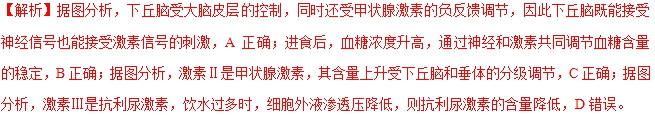 【解析】据图分析，下丘脑受大脑皮层的控制，同时还受甲状腺激素的负反馈调节，因此下丘脑既能接受
神经信号也能接受激素信号的刺激，A 正确；进食后，血糖浓度升高，通过神经和激素共同调节血糖含量
的稳定，B 正确；据图分析，激素Ⅱ是甲状腺激素，其含量上升受下丘脑和垂体的分级调节，C 正确；据图
分析，激素Ⅲ是抗利尿激素，饮水过多时，细胞外液渗透压降低，则抗利尿激素的含量降低，D 错误。